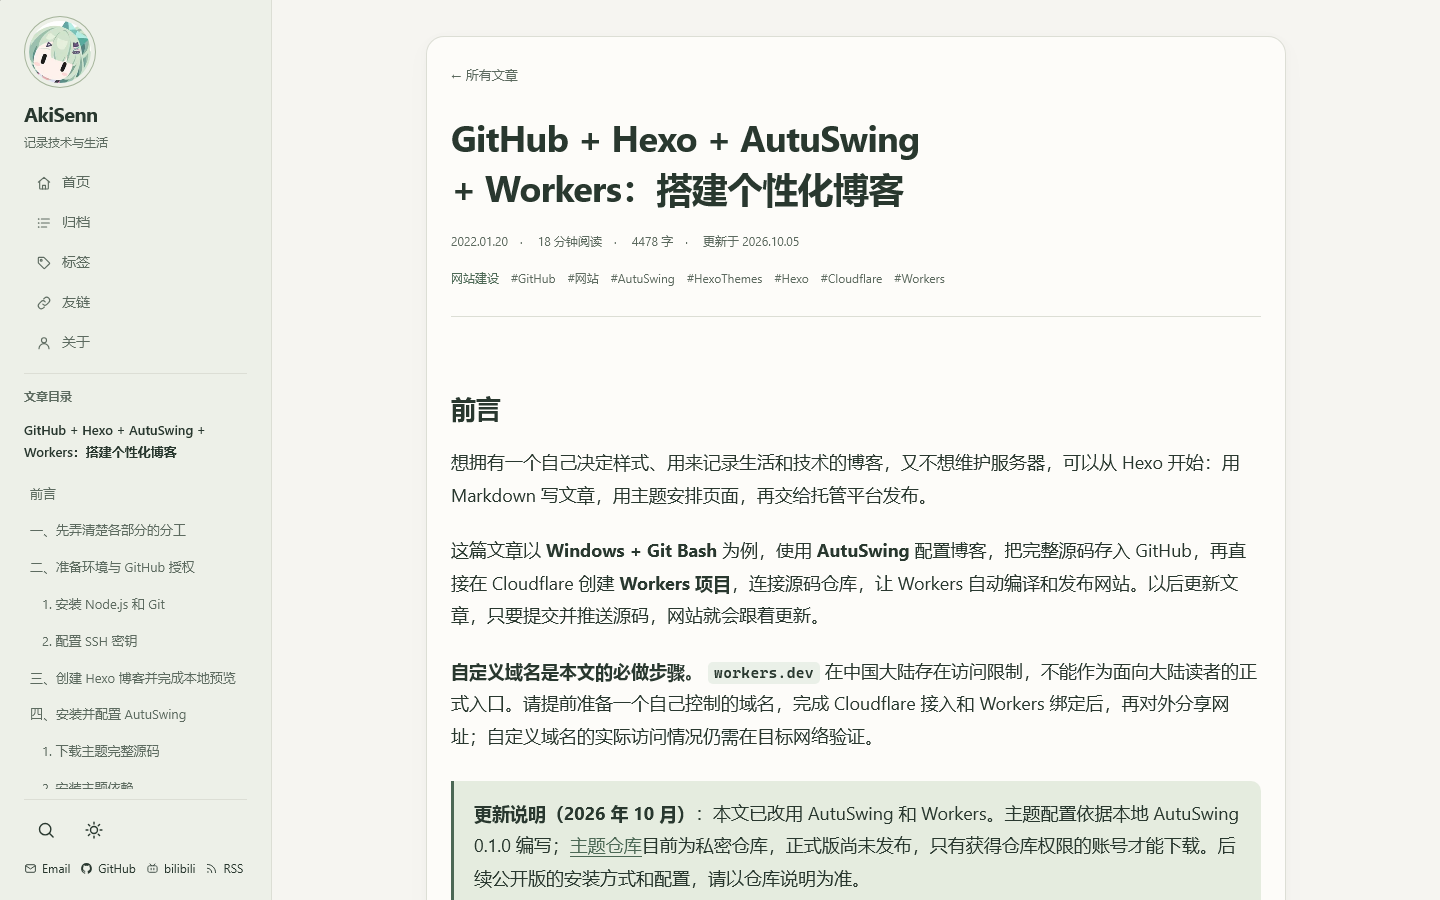 AkiSenn
记录技术与生活
首页
归档
标签
友链
关于
文章目录
GitHub + Hexo + AutuSwing +
Workers：搭建个性化博客
前言
一、先弄清楚各部分的分工
二、准备环境与 GitHub 授权
1. 安装 Node.js 和 Git
2. 配置 SSH 密钥
三、创建 Hexo 博客并完成本地预览
四、安装并配置 AutuSwing
1. 下载主题完整源码
2. 安装主题依赖
Email GitHub bilibili RSS
← 所有文章
GitHub + Hexo + AutuSwing
+ Workers：搭建个性化博客
2022.01.20 · 18 分钟阅读 · 4478 字 · 更新于 2026.10.05
网站建设 #GitHub #网站 #AutuSwing #HexoThemes #Hexo #Cloudflare #Workers
前言
想拥有一个自己决定样式、用来记录生活和技术的博客，又不想维护服务器，可以从 Hexo 开始：用
Markdown 写文章，用主题安排页面，再交给托管平台发布。
这篇文章以 Windows + Git Bash 为例，使用 AutuSwing 配置博客，把完整源码存入 GitHub，再直
接在 Cloudflare 创建 Workers 项目，连接源码仓库，让 Workers 自动编译和发布网站。以后更新文
章，只要提交并推送源码，网站就会跟着更新。
自定义域名是本文的必做步骤。 workers.dev 在中国大陆存在访问限制，不能作为面向大陆读者的正
式入口。请提前准备一个自己控制的域名，完成 Cloudflare 接入和 Workers 绑定后，再对外分享网
址；自定义域名的实际访问情况仍需在目标网络验证。
更新说明（2026 年 10 月）：本文已改用 AutuSwing 和 Workers。主题配置依据本地 AutuSwing
0.1.0 编写；主题仓库目前为私密仓库，正式版尚未发布，只有获得仓库权限的账号才能下载。后
续公开版的安装方式和配置，请以仓库说明为准。